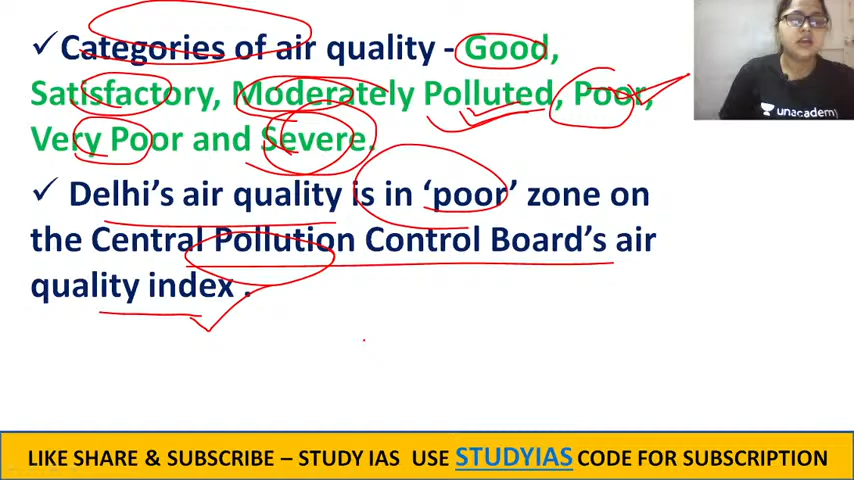 ✓Categories of air quality - Good,
Satisfactory, Moderately Polluted, Poor,
Very Poor and Severe.
✓ Delhi's air quality is in ‘poor’ zone on
the Central Pollution Control Board's air
quality index .
unacademy
LIKE SHARE & SUBSCRIBE – STUDY IAS USE STUDYIAS CODE FOR SUBSCRIPTION